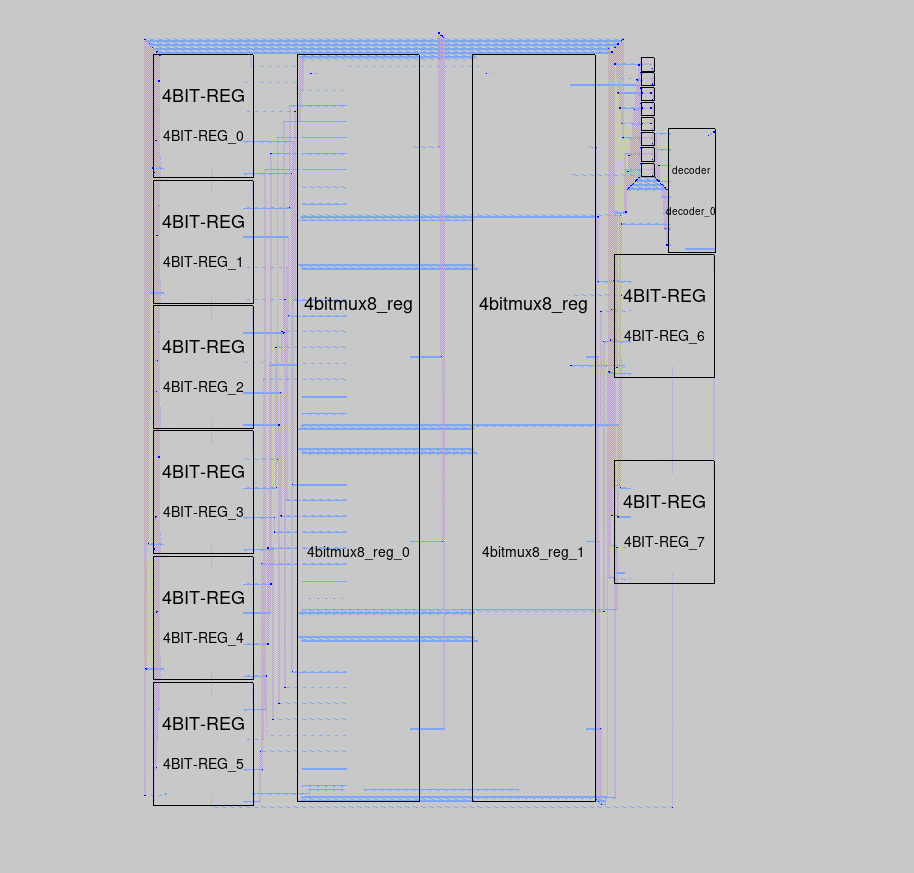 4BIT-REG
4BIT-REG_0
4BIT-REG
4BIT-REG_1
4BIT-REG
4BIT-REG_2
4BIT-REG
4BIT-REG_3
4BIT-REG
4BIT-REG_4
4BIT-REG
4BIT-REG_5
4bitmux8_reg
4bitmux8_reg_0
4bitmux8_reg
4bitmux8_reg_1
decoder
decoder_0
4BIT-REG
4BIT-REG_6
4BIT-REG
4BIT-REG_7